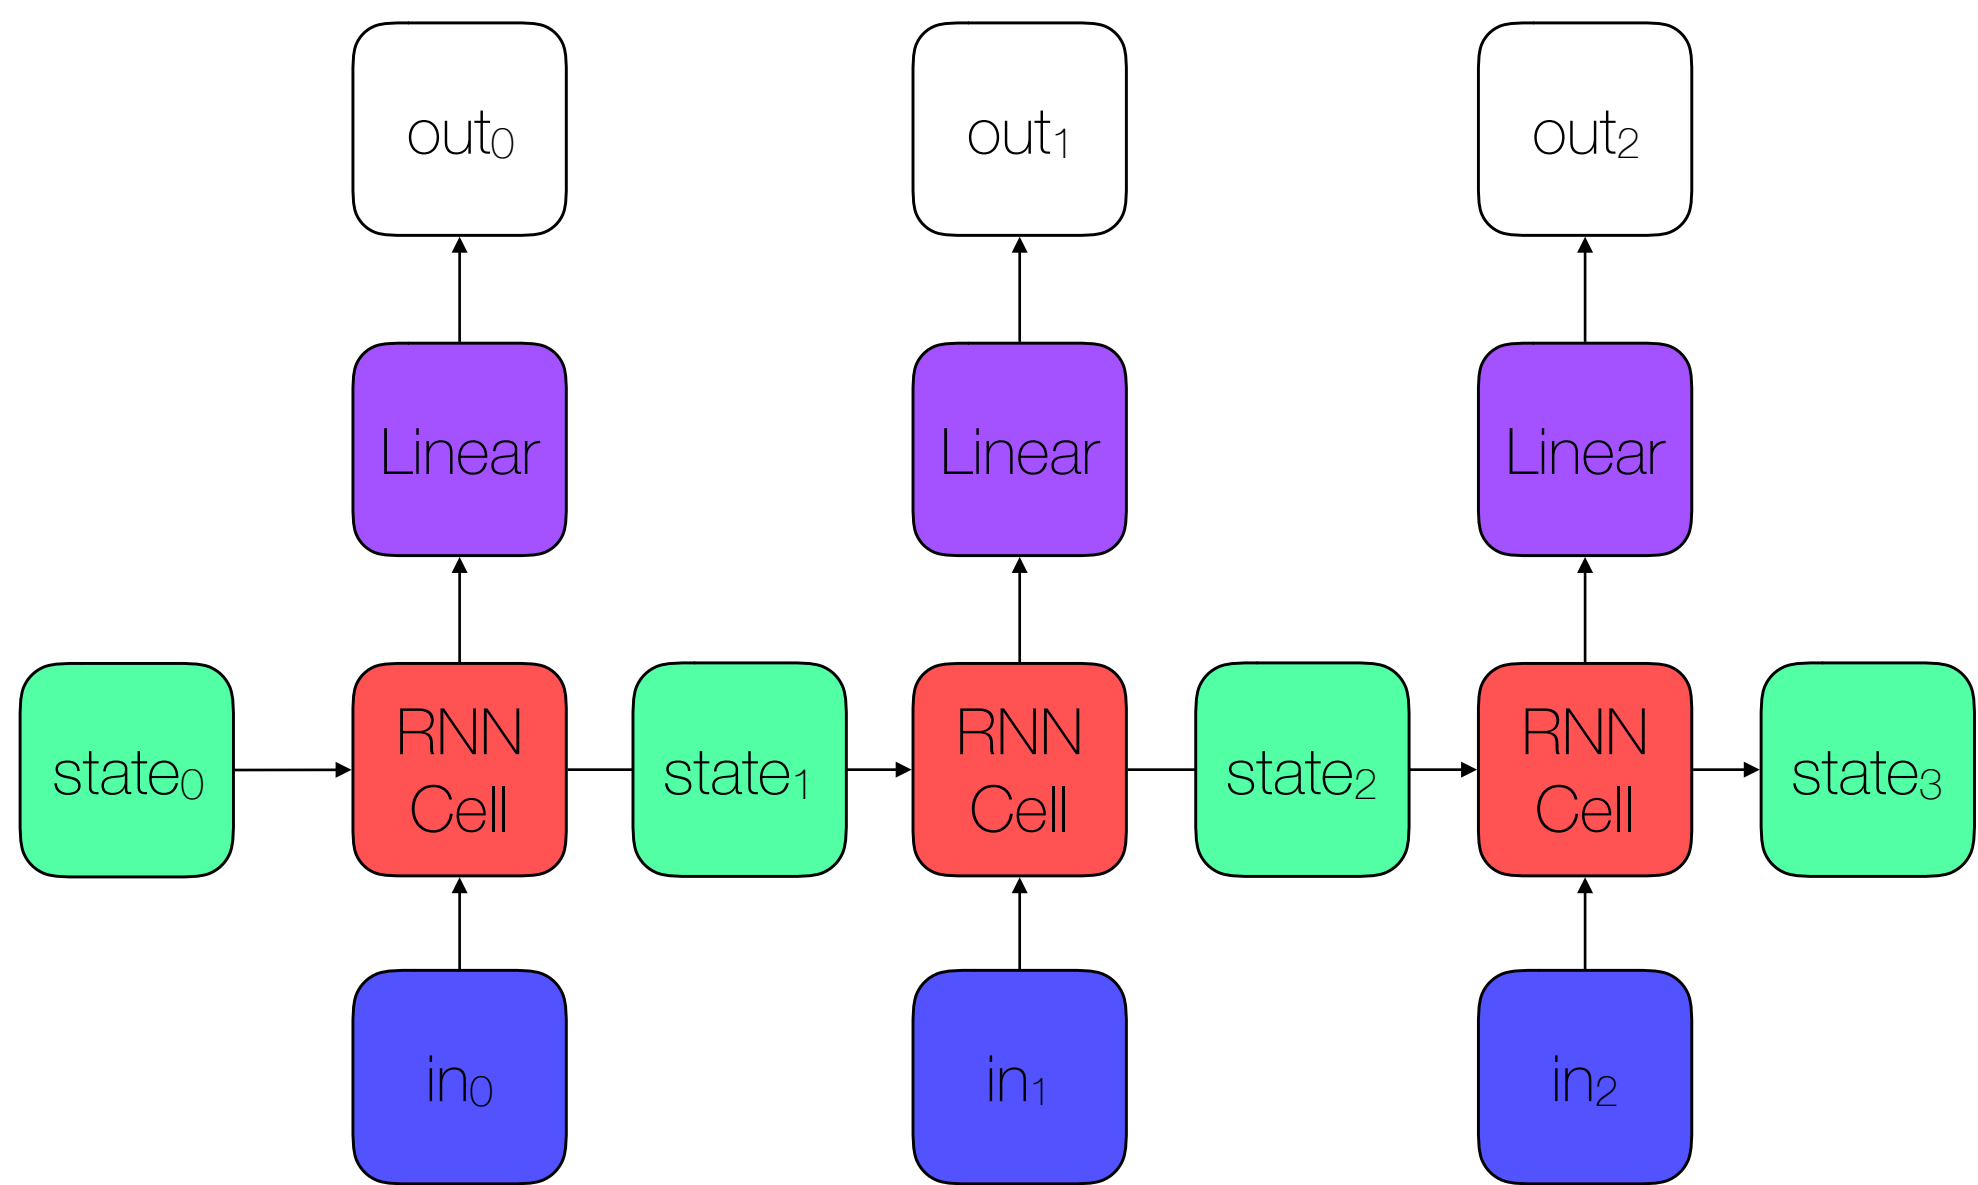 out₀
out₁
out₂
Linear
Linear
Linear
state₀
RNN
Cell
state₁
RNN
Cell
state₂
RNN
Cell
state₃
in₀
in₁
in₂